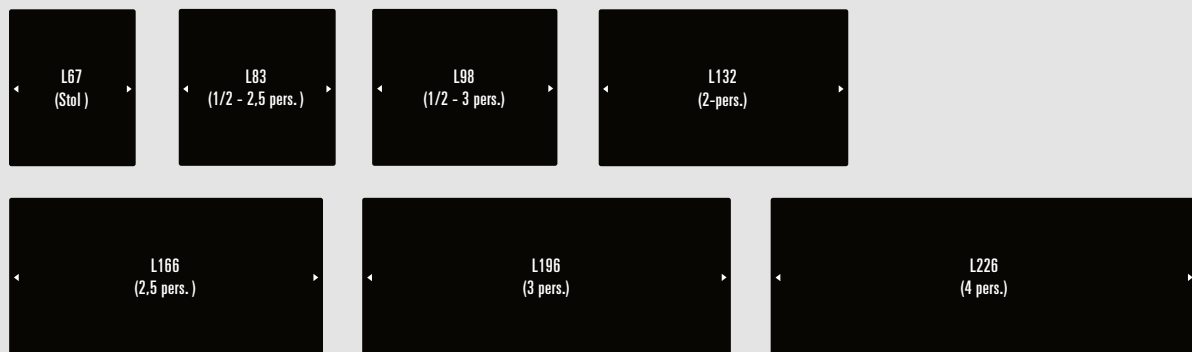 L67
(Stol )
L83
(1/2 - 2,5 pers. )
L98
(1/2 - 3 pers.)
L132
(2-pers.)
L166
(2,5 pers. )
L196
(3 pers.)
L226
(4 pers.)